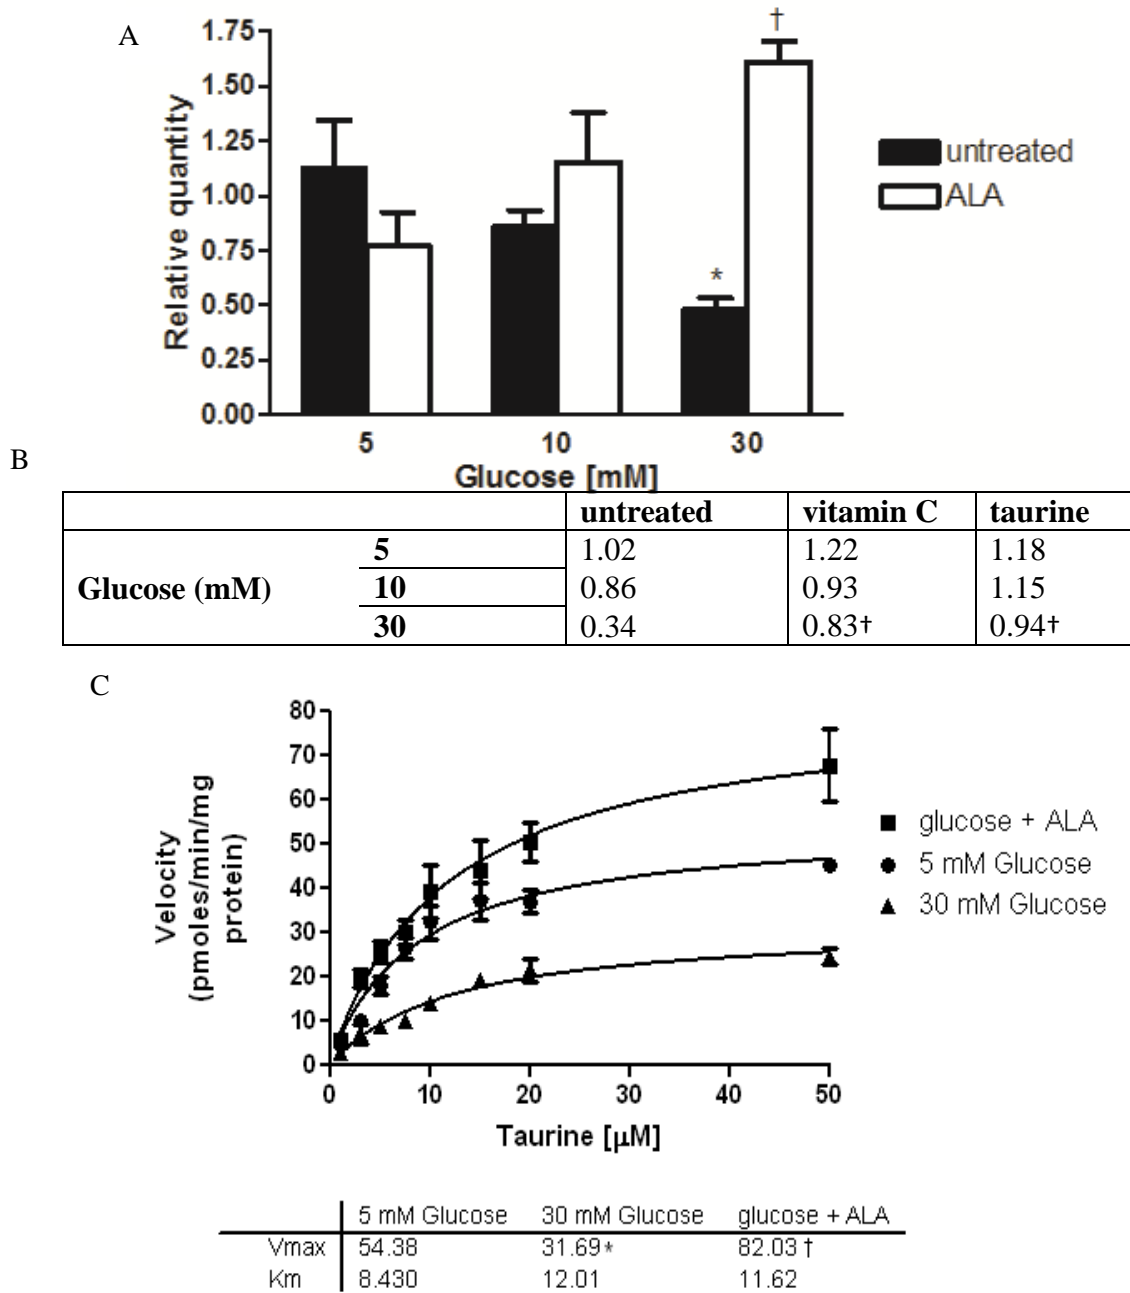 A
†
1.75
1.50
1.25
1.00
0.75
0.50
0.25
0.00
Relative quantity
*
untreated
ALA
5 10 30
Glucose [mM]
B
untreated vitamin C taurine
Glucose (mM)
5 1.02 1.22 1.18
10 0.86 0.93 1.15
30 0.34 0.83† 0.94†
C
80
70
60
50
40
30
20
10
0
Velocity
(pmoles/min/mg
protein)
glucose + ALA
5 mM Glucose
30 mM Glucose
0 10 20 30 40 50
Taurine [µM]
5 mM Glucose 30 mM Glucose glucose + ALA
Vmax 54.38 31.69* 82.03†
Km 8.430 12.01 11.62